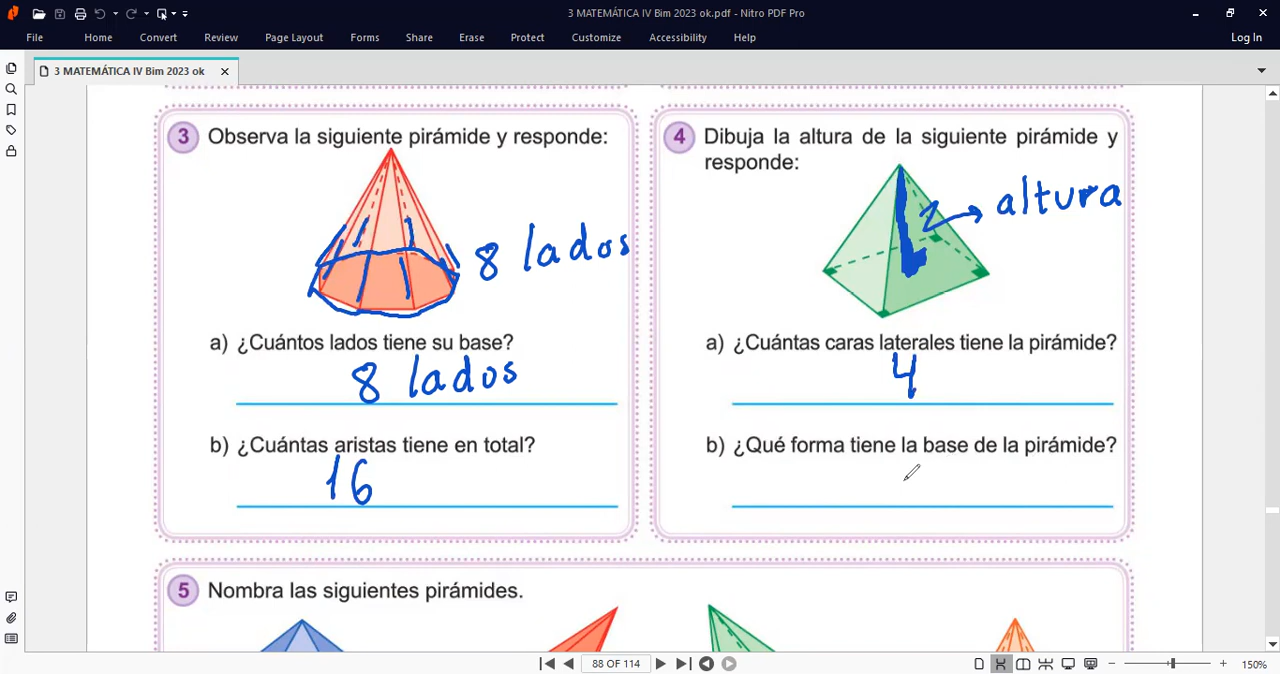 3 MATEMÁTICA IV Bim 2023 ok.pdf - Nitro PDF Pro
File Home Convert Review Page Layout Forms Share Erase Protect Customize Accessibility Help Log In
3 MATEMÁTICA IV Bim 2023 ok
3 Observa la siguiente pirámide y responde:
8 lados
a) ¿Cuántos lados tiene su base?
8 lados
b) ¿Cuántas aristas tiene en total?
16
4 Dibuja la altura de la siguiente pirámide y
responde:
altura
a) ¿Cuántas caras laterales tiene la pirámide?
4
b) ¿Qué forma tiene la base de la pirámide?
5 Nombra las siguientes pirámides.
88 OF 114
150%